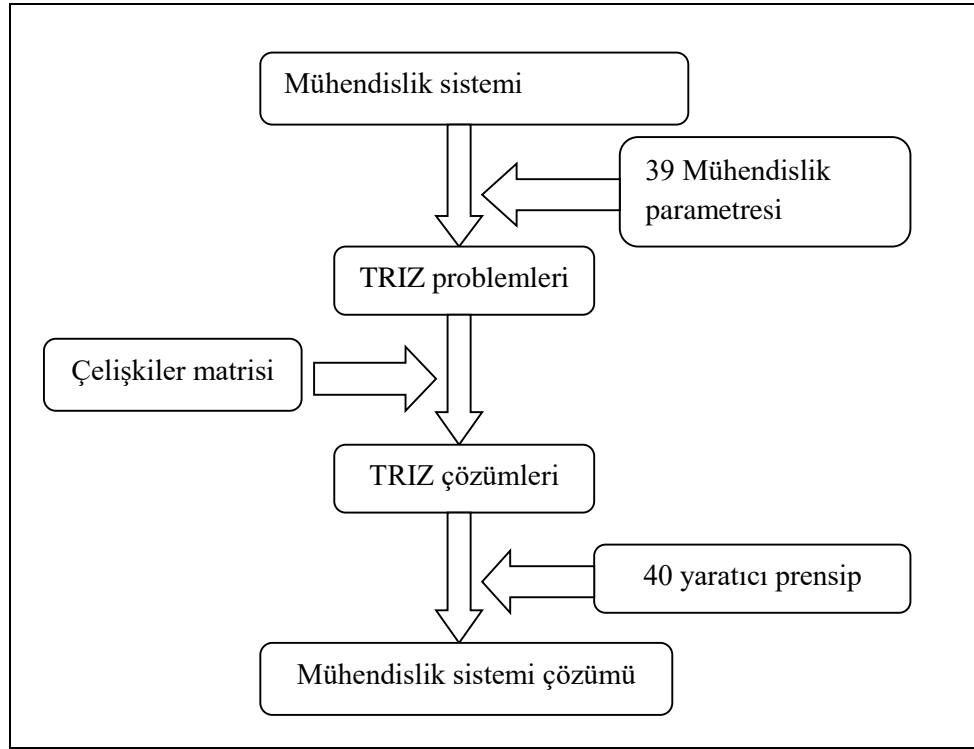 Mühendislik sistemi
39 Mühendislik
parametresi
TRIZ problemleri
Çelişkiler matrisi
TRIZ çözümleri
40 yaratıcı prensip
Mühendislik sistemi çözümü